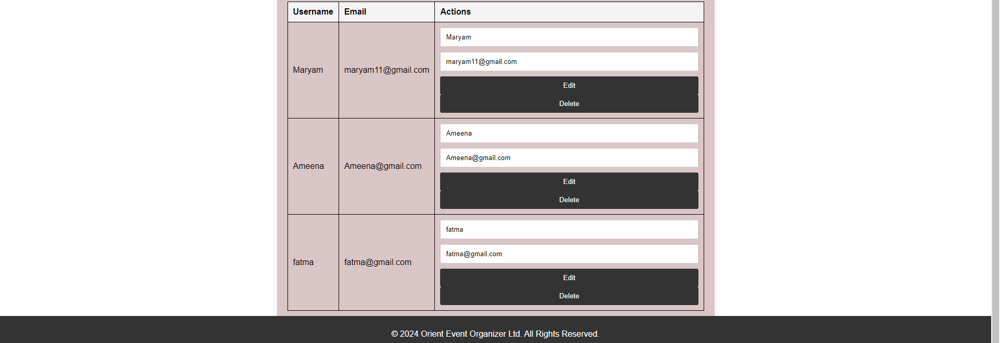 Username Email Actions
Maryam
maryam11@gmail.com
Maryam maryam11@gmail.com
Edit
Delete
Ameena
Ameena@gmail.com
Ameena Ameena@gmail.com
Edit
Delete
fatma
fatma@gmail.com
fatma fatma@gmail.com
Edit
Delete
© 2024 Orient Event Organizer Ltd. All Rights Reserved.